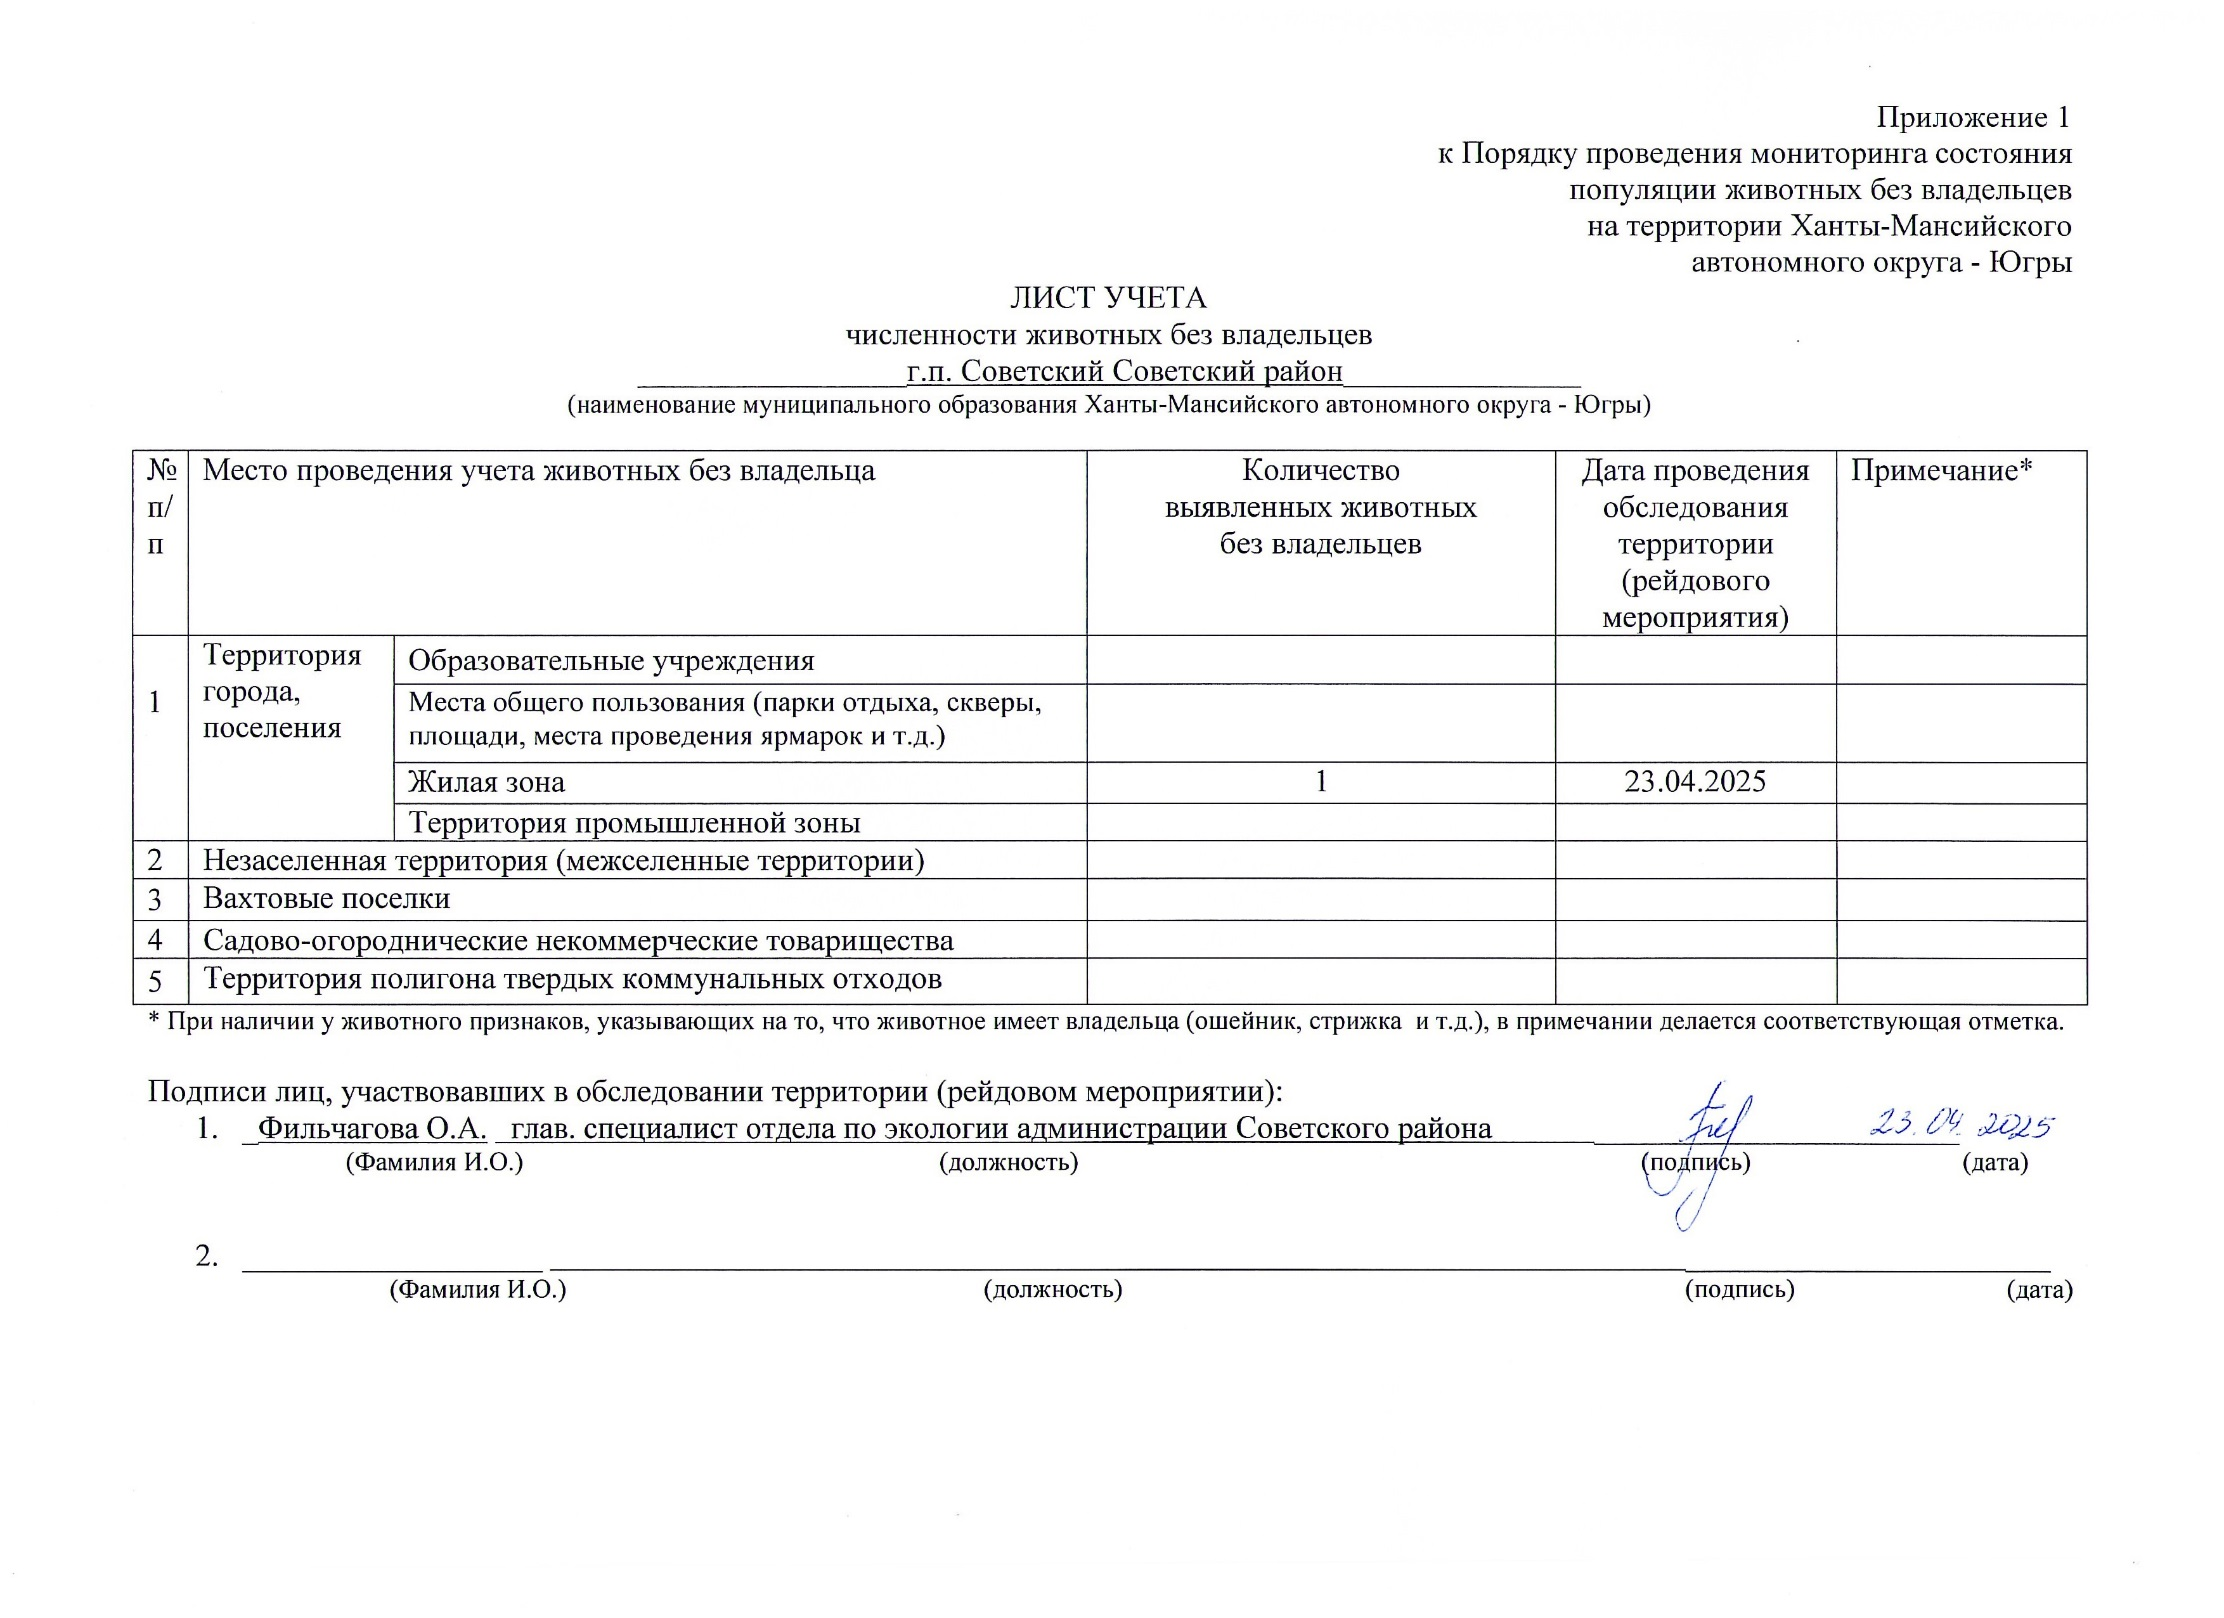 Приложение 1
к Порядку проведения мониторинга состояния
популяции животных без владельцев
на территории Ханты-Мансийского
автономного округа - Югры
ЛИСТ УЧЕТА
численности животных без владельцев
г.п. Советский Советский район
(наименование муниципального образования Ханты-Мансийского автономного округа - Югры)
№ п/п
Место проведения учета животных без владельца
Количество
выявленных животных
без владельцев
Дата проведения
обследования
территории
(рейдового
мероприятия)
Примечание*
1
Территория
города,
поселения
Образовательные учреждения
Места общего пользования (парки отдыха, скверы,
площади, места проведения ярмарок и т.д.)
Жилая зона 1 23.04.2025
Территория промышленной зоны
2 Незаселенная территория (межселенные территории)
3 Вахтовые поселки
4 Садово-огороднические некоммерческие товарищества
5 Территория полигона твердых коммунальных отходов
* При наличии у животного признаков, указывающих на то, что животное имеет владельца (ошейник, стрижка и т.д.), в примечании делается соответствующая отметка.
Подписи лиц, участвовавших в обследовании территории (рейдовом мероприятии):
1. Фильчагова О.А. глав. специалист отдела по экологии администрации Советского района 23.04.2025
(Фамилия И.О.) (должность) (подпись) (дата)
2.
(Фамилия И.О.) (должность) (подпись) (дата)